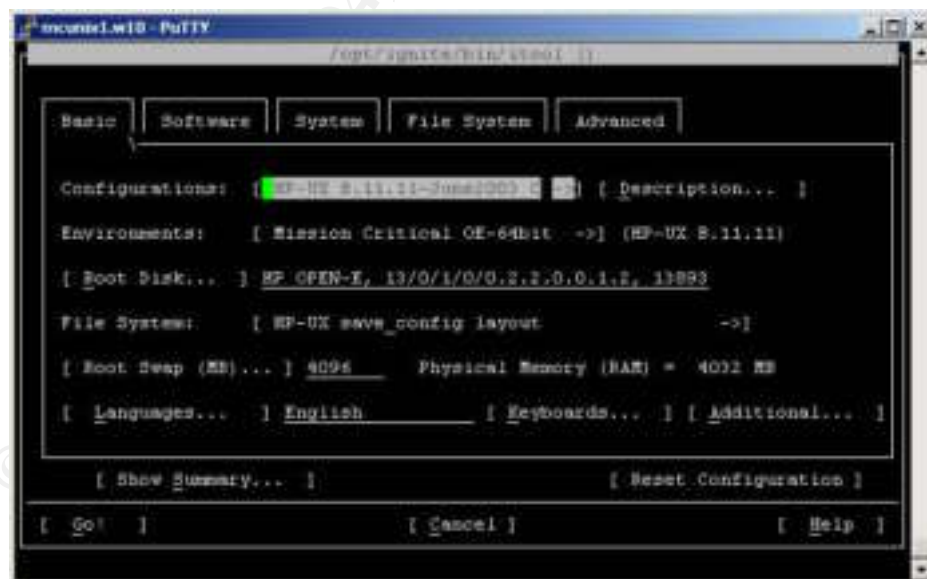 mcunix1.w10 - PuTTY
/opt/ignite/bin/itool ()
Basic Software System File System Advanced
Configurations: [ HP-UX B.11.11-June2003 C ->] [ Description... ]
Environments: [ Mission Critical OE-64bit ->] (HP-UX B.11.11)
[ Root Disk... ] HP OPEN-E, 13/0/1/0/0.2.2.0.0.1.2, 13893
File System: [ HP-UX save_config layout ->]
[ Root Swap (MB)... ] 4096 Physical Memory (RAM) = 4032 MB
[ Languages... ] English [ Keyboards... ] [ Additional... ]
[ Show Summary... ] [ Reset Configuration ]
[ Go! ] [ Cancel ] [ Help ]